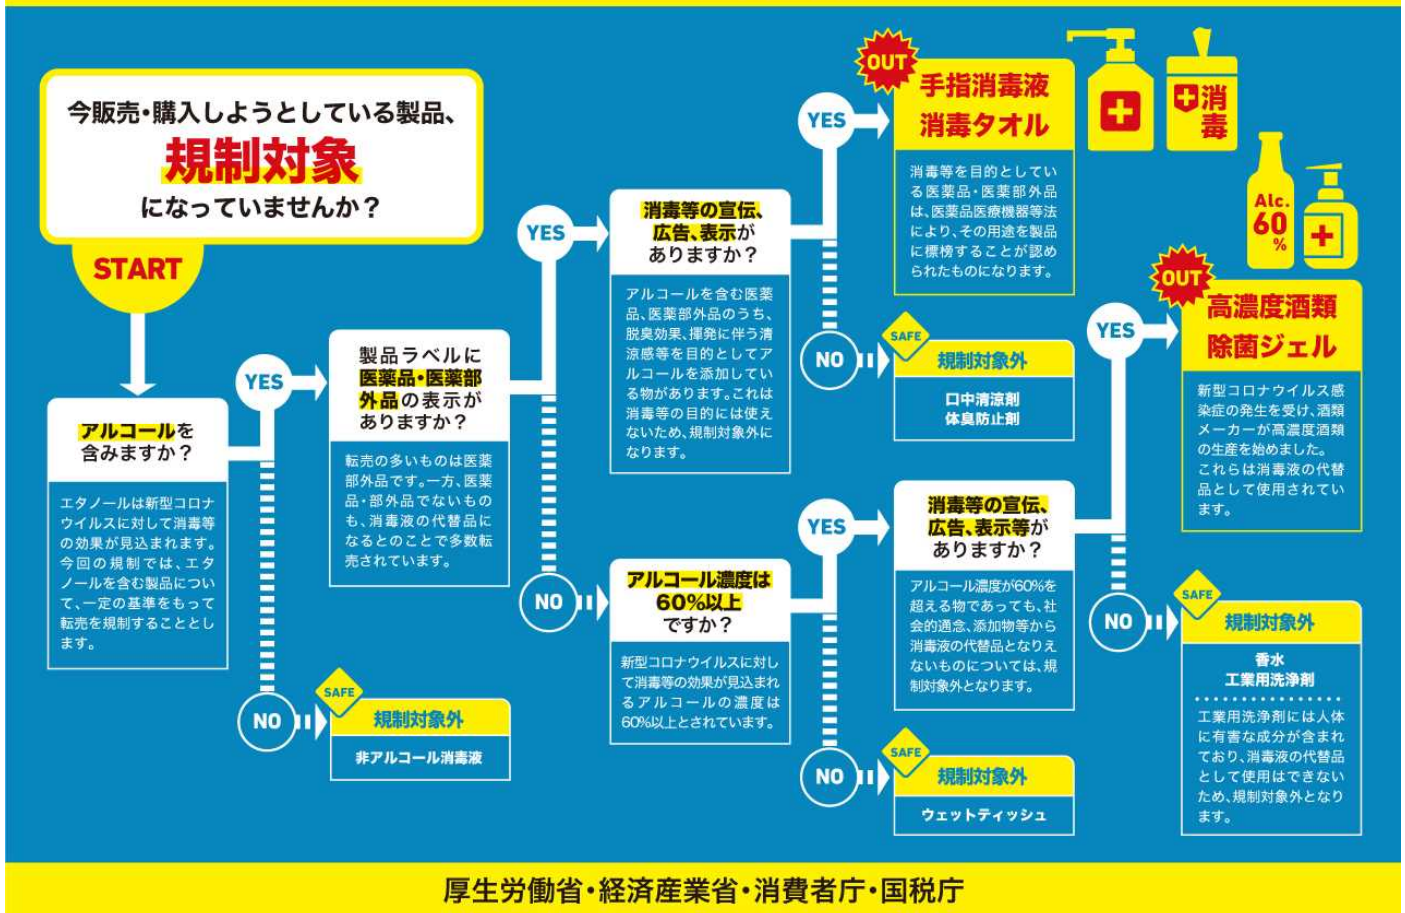 今販売・購入しようとしている製品、
規制対象
になっていませんか？
START
アルコールを
含みますか？
エタノールは新型コロナ
ウイルスに対して消毒等
の効果が見込まれます。
今回の規制では、エタ
ノールを含む製品につい
て、一定の基準をもって
転売を規制することとし
ます。
YES
NO
SAFE
規制対象外
非アルコール消毒液
製品ラベルに
医薬品・医薬部
外品の表示が
ありますか？
転売の多いものは医薬
部外品です。一方、医薬
品・部外品でないもの
も、消毒液の代替品に
なるとのことで多数転
売されています。
YES
NO
消毒等の宣伝、
広告、表示が
ありますか？
アルコールを含む医薬
品、医薬部外品のうち、
脱臭効果、揮発に伴う清
涼感等を目的としてア
ルコールを添加してい
る物があります。これは
消毒等の目的には使え
ないため、規制対象外に
なります。
YES
OUT
手指消毒液
消毒タオル
消毒等を目的としてい
る医薬品・医薬部外品
は、医薬品医療機器等法
により、その用途を製品
に標榜することが認め
られたものになります。
消毒
NO
SAFE
規制対象外
口中清涼剤
体臭防止剤
アルコール濃度は
60%以上
ですか？
新型コロナウイルスに対し
て消毒等の効果が見込まれ
るアルコールの濃度は
60%以上とされています。
YES
NO
SAFE
規制対象外
ウェットティッシュ
消毒等の宣伝、
広告、表示等が
ありますか？
アルコール濃度が60%を
超える物であっても、社
会的通念、添加物等から
消毒液の代替品となりえ
ないものについては、規
制対象外となります。
YES
Alc.
60
%
OUT
高濃度酒類
除菌ジェル
新型コロナウイルス感
染症の発生を受け、酒類
メーカーが高濃度酒類
の生産を始めました。
これらは消毒液の代替
品として使用されてい
ます。
NO
SAFE
規制対象外
香水
工業用洗浄剤
工業用洗浄剤には人体
に有害な成分が含まれ
ており、消毒液の代替品
として使用はできない
ため、規制対象外となり
ます。
厚生労働省・経済産業省・消費者庁・国税庁